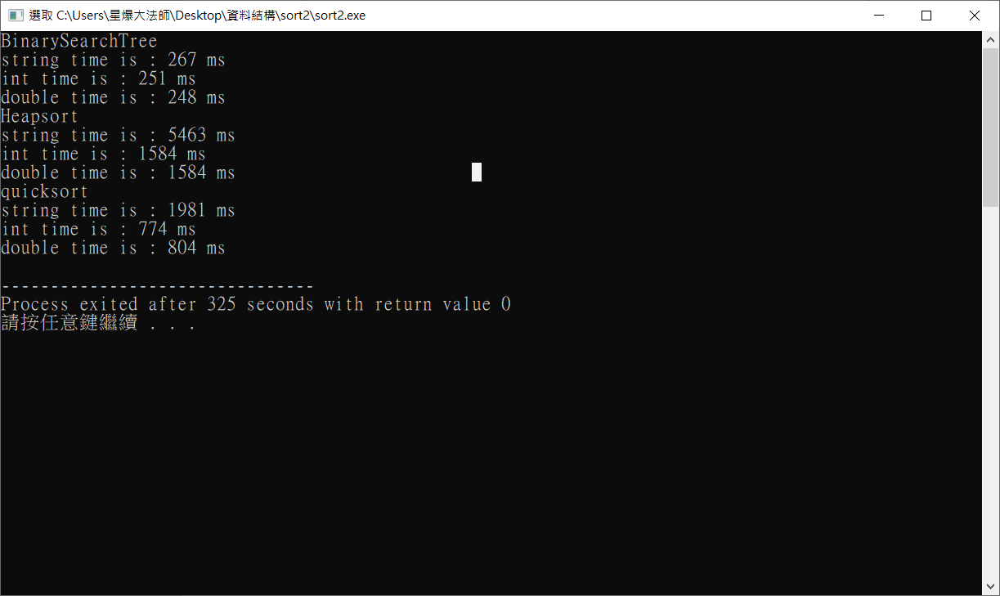 選取 C:\Users\星爆大法師\Desktop\資料結構\sort2\sort2.exe
BinarySearchTree
string time is : 267 ms
int time is : 251 ms
double time is : 248 ms
Heapsort
string time is : 5463 ms
int time is : 1584 ms
double time is : 1584 ms
quicksort
string time is : 1981 ms
int time is : 774 ms
double time is : 804 ms
--------------------------------
Process exited after 325 seconds with return value 0
請按任意鍵繼續 . . .